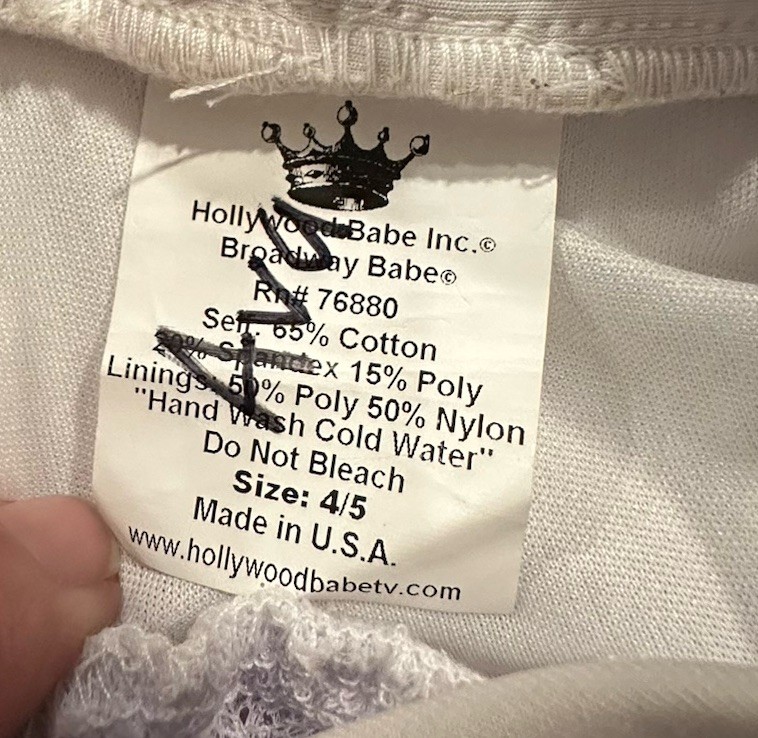 Hollywood Babe Inc.©
Broadway Babe©
Rn# 76880
Self: 65% Cotton
20% Spandex 15% Poly
Linings: 50% Poly 50% Nylon
"Hand Wash Cold Water"
Do Not Bleach
Size: 4/5
Made in U.S.A.
www.hollywoodbabetv.com
Ava